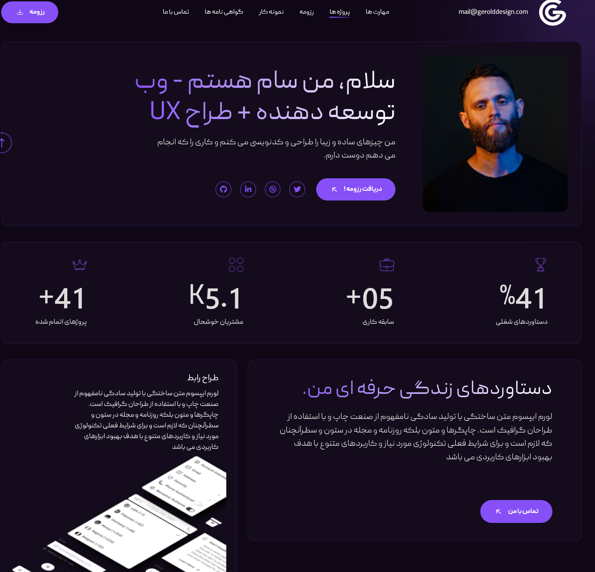 mail@gerolddesign.com
مهارت ها
پروژه ها
رزومه
نمونه کار
گواهی نامه ها
تماس با ما
رزومه
سلام، من سام هستم - وب
توسعه دهنده + طراح UX
من چیزهای ساده و زیبا را طراحی و کدنویسی می کنم و کاری را که انجام
می دهم دوست دارم.
دریافت رزومه!
%41
دستاوردهای شغلی
+05
سابقه کاری
K5.1
مشتریان خوشحال
+41
پروژهای اتمام شده
دستاوردهای زندگی حرفه ای من.
لورم ایپسوم متن ساختگی با تولید سادگی نامفهوم از صنعت چاپ و با استفاده از
طراحان گرافیک است. چاپگرها و متون بلکه روزنامه و مجله در ستون و سطرآنچنان
که لازم است و برای شرایط فعلی تکنولوژی مورد نیاز و کاربردهای متنوع با هدف
بهبود ابزارهای کاربردی می باشد
تماس با من
طراح رابط
لورم ایپسوم متن ساختگی با تولید سادگی نامفهوم از
صنعت چاپ و با استفاده از طراحان گرافیک است.
چاپگرها و متون بلکه روزنامه و مجله در ستون و
سطرآنچنان که لازم است و برای شرایط فعلی تکنولوژی
مورد نیاز و کاربردهای متنوع با هدف بهبود ابزارهای
کاربردی می باشد